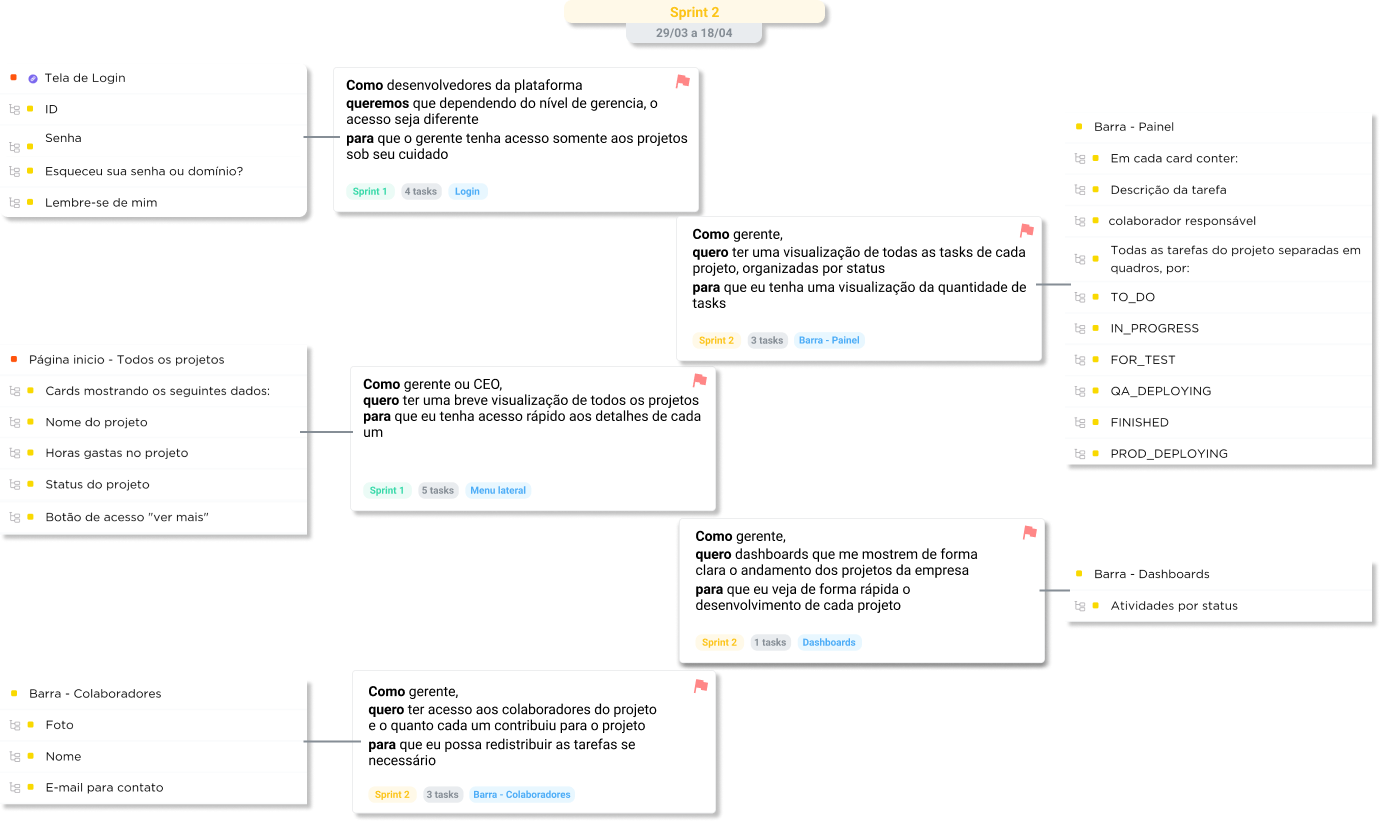 Sprint 2
29/03 a 18/04
Tela de Login
ID
Senha
Esqueceu sua senha ou domínio?
Lembre-se de mim
Como desenvolvedores da plataforma
queremos que dependendo do nível de gerencia, o
acesso seja diferente
para que o gerente tenha acesso somente aos projetos
sob seu cuidado
Sprint 1 4 tasks Login
Como gerente,
quero ter uma visualização de todas as tasks de cada
projeto, organizadas por status
para que eu tenha uma visualização da quantidade de
tasks
Sprint 2 3 tasks Barra - Painel
Barra - Painel
Em cada card conter:
Descrição da tarefa
colaborador responsável
Todas as tarefas do projeto separadas em
quadros, por:
TO_DO
IN_PROGRESS
FOR_TEST
QA_DEPLOYING
FINISHED
PROD_DEPLOYING
Página inicio - Todos os projetos
Cards mostrando os seguintes dados:
Nome do projeto
Horas gastas no projeto
Status do projeto
Botão de acesso "ver mais"
Como gerente ou CEO,
quero ter uma breve visualização de todos os projetos
para que eu tenha acesso rápido aos detalhes de cada
um
Sprint 1 5 tasks Menu lateral
Como gerente,
quero dashboards que me mostrem de forma
clara o andamento dos projetos da empresa
para que eu veja de forma rápida o
desenvolvimento de cada projeto
Sprint 2 1 tasks Dashboards
Barra - Dashboards
Atividades por status
Barra - Colaboradores
Foto
Nome
E-mail para contato
Como gerente,
quero ter acesso aos colaboradores do projeto
e o quanto cada um contribuiu para o projeto
para que eu possa redistribuir as tarefas se
necessário
Sprint 2 3 tasks Barra - Colaboradores